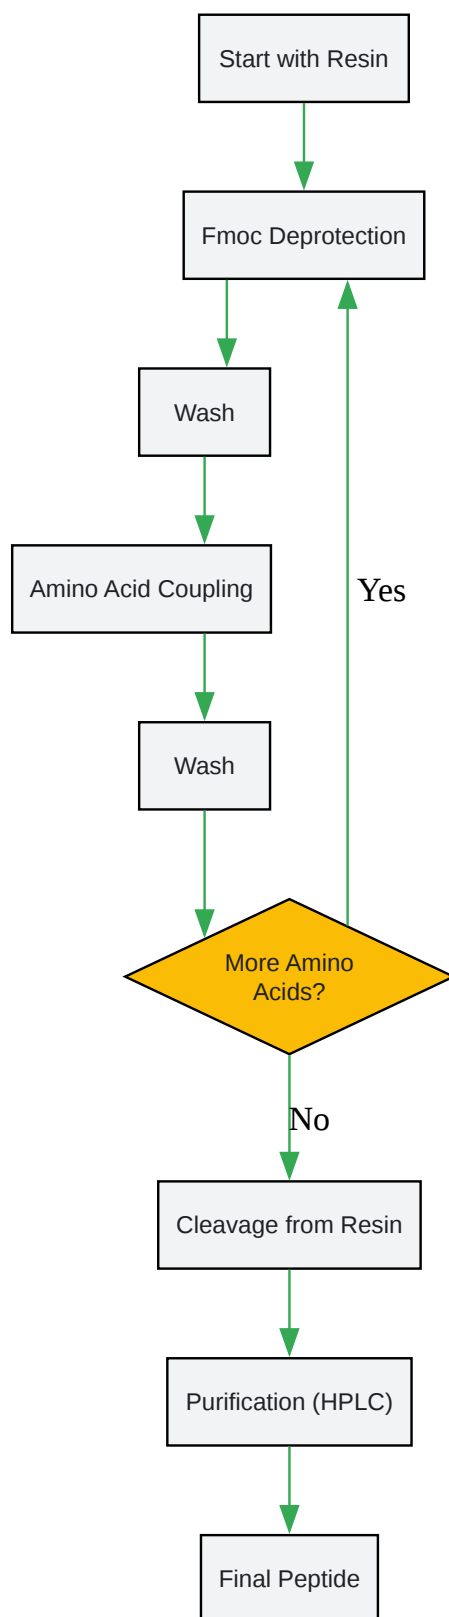 Start with Resin
Fmoc Deprotection
Wash
Amino Acid Coupling
Yes
Wash
More Amino
Acids?
No
Cleavage from Resin
Purification (HPLC)
Final Peptide